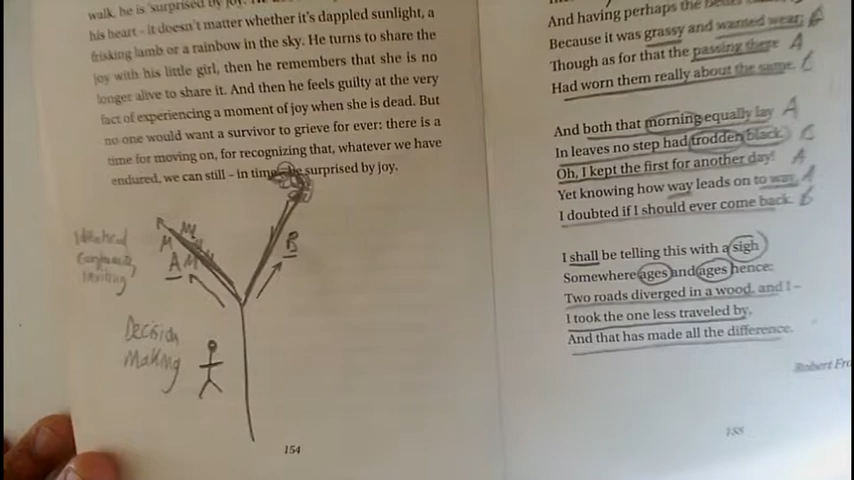 walk, he is 'surprised by joy.
his heart – it doesn't matter whether it's dappled sunlight, a
frisking lamb or a rainbow in the sky. He turns to share the
joy with his little girl, then he remembers that she is no
longer alive to share it. And then he feels guilty at the very
fact of experiencing a moment of joy when she is dead. But
no one would want a survivor to grieve for ever: there is a
time for moving on, for recognizing that, whatever we have
endured, we can still – in time – be surprised by joy.
A
B
Decision
Making
154
And having perhaps the
Because it was grassy and wanted wear;
Though as for that the passing there A
Had worn them really about the same.
And both that morning equally lay A
In leaves no step had trodden black.
Oh, I kept the first for another day! A
Yet knowing how way leads on to way, A
I doubted if I should ever come back.
I shall be telling this with a sigh
Somewhere ages and ages hence:
Two roads diverged in a wood, and I –
I took the one less traveled by,
And that has made all the difference.
Robert Fro
155